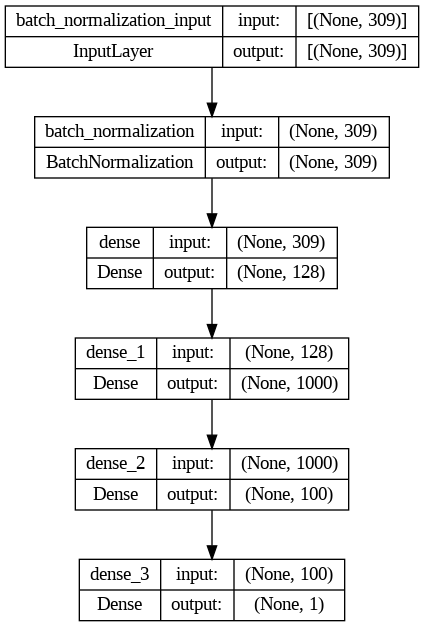 batch_normalization_input input: [(None, 309)]
InputLayer output: [(None, 309)]
batch_normalization input: (None, 309)
BatchNormalization output: (None, 309)
dense input: (None, 309)
Dense output: (None, 128)
dense_1 input: (None, 128)
Dense output: (None, 1000)
dense_2 input: (None, 1000)
Dense output: (None, 100)
dense_3 input: (None, 100)
Dense output: (None, 1)